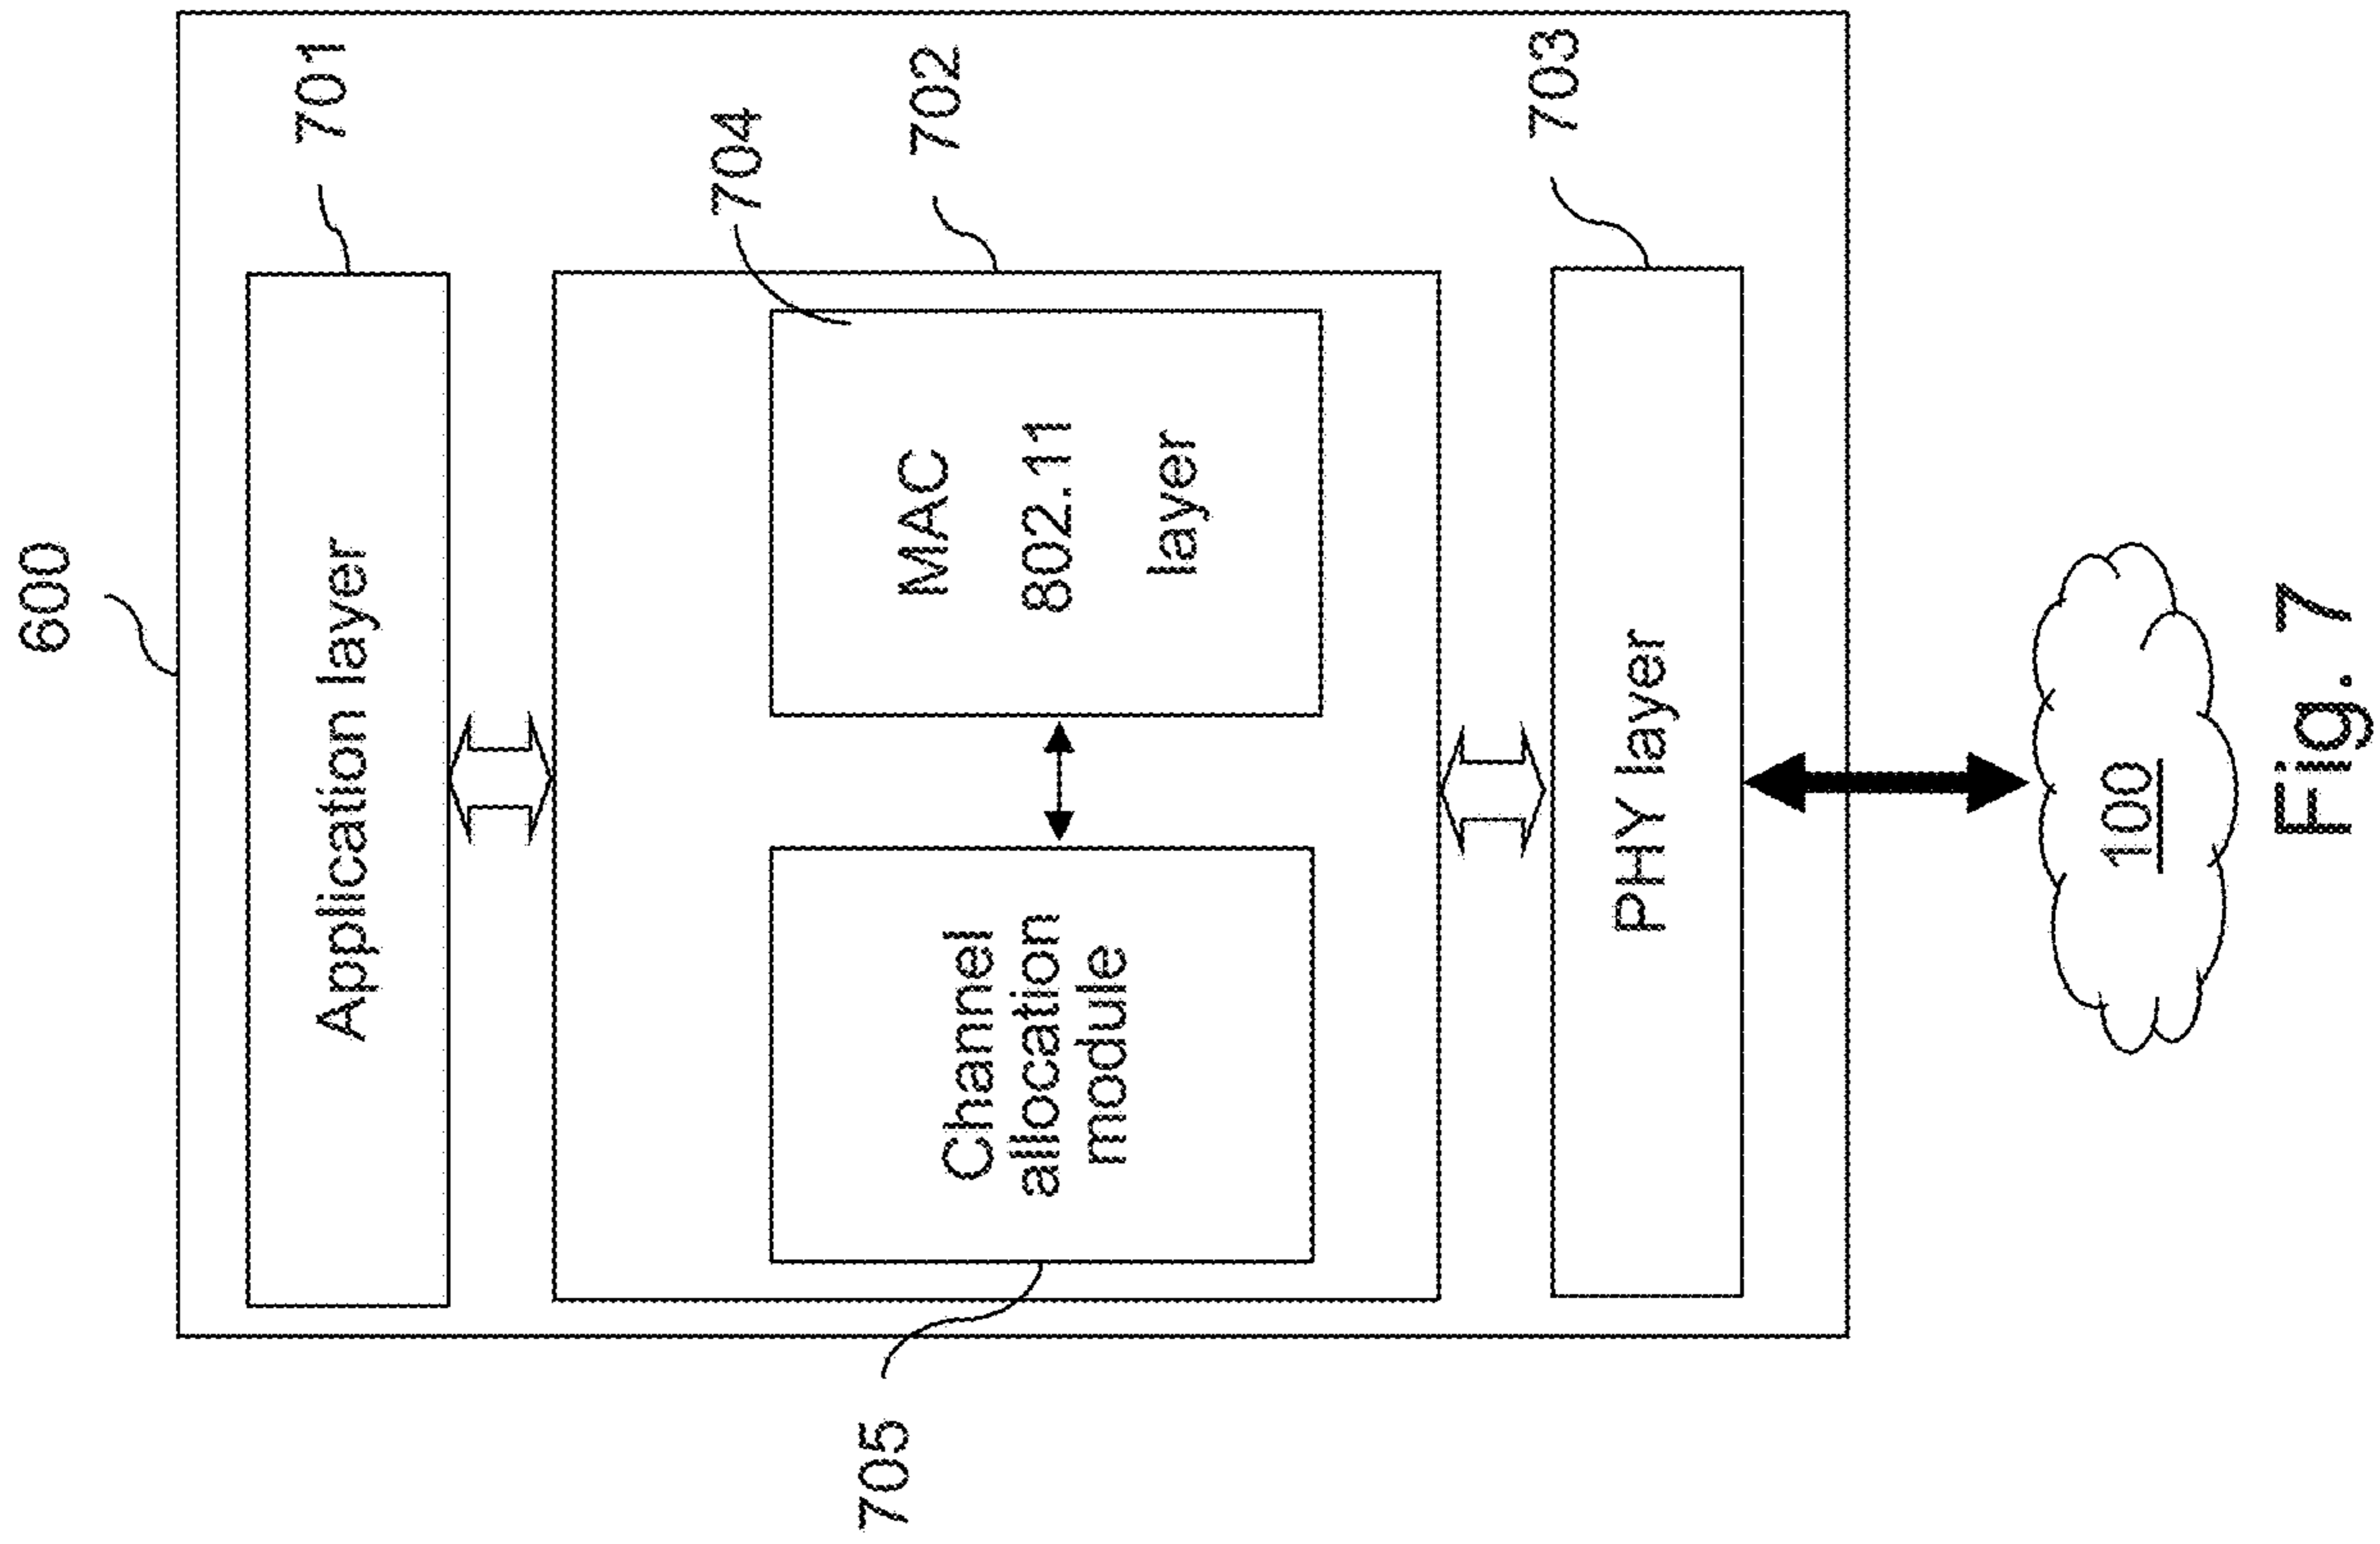 600
Application layer
701
702
704
Channel
allocation
module
MAC
802.11
layer
705
PHY layer
703
100
Fig. 7